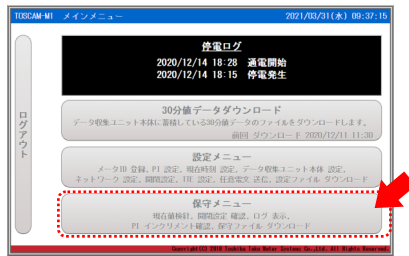 TOSCAM-M1 メインメニュー 2021/03/31(水) 09:37:15
停電ログ
2020/12/14 18:28 通電開始
2020/12/14 18:15 停電発生
ログアウト
30分値データダウンロード
データ収集ユニット本体に蓄積している30分値データのファイルをダウンロードします。
前回 ダウンロード 2020/12/11 11:30
設定メニュー
メータID 登録、PI 設定、現在時刻 設定、データ収集ユニット本体 設定、
ネットワーク 設定、開閉設定、TTE 設定、任意電文 送信、設定ファイル ダウンロード
保守メニュー
現在値検針、開閉設定 確認、ログ 表示、
PI インクリメント確認、保守ファイル ダウンロード
Copyright(C) 2018 Toshiba Toko Meter Systems Co.,Ltd. All Rights Reserved.